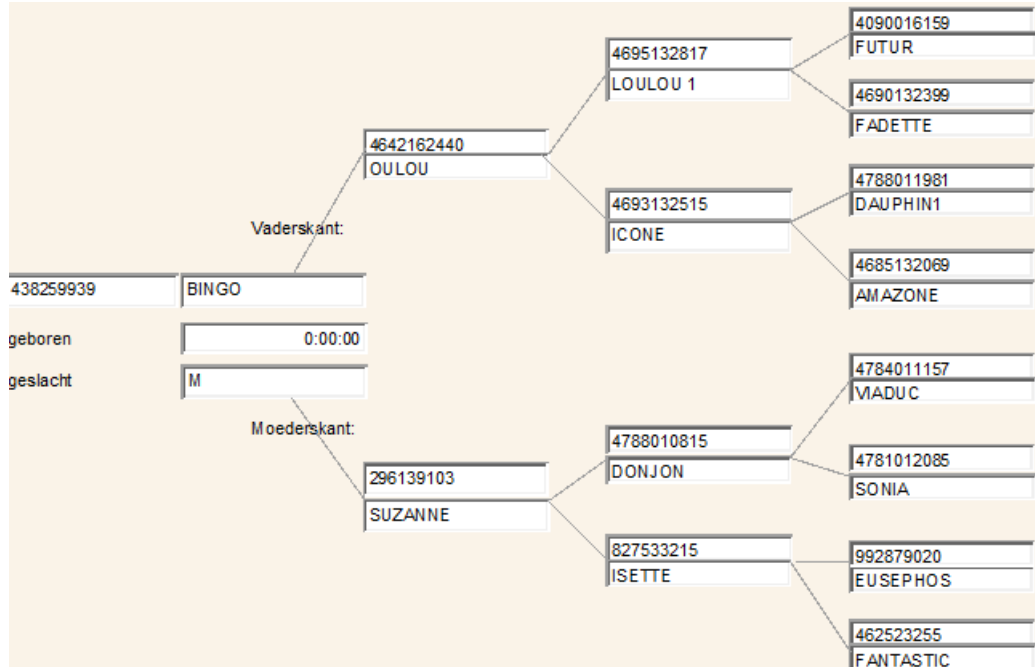 4090016159
FUTUR
4695132817
LOULOU 1
4690132399
FADETTE
4642162440
OULOU
4788011981
DAUPHIN1
4693132515
ICONE
Vaderskant:
4685132069
AMAZONE
438259939
BINGO
geboren
0:00:00
geslacht
M
4784011157
VIADUC
Moederskant:
4788010815
DONJON
4781012085
SONIA
296139103
SUZANNE
827533215
ISETTE
992879020
EUSEPHOS
462523255
FANTASTIC